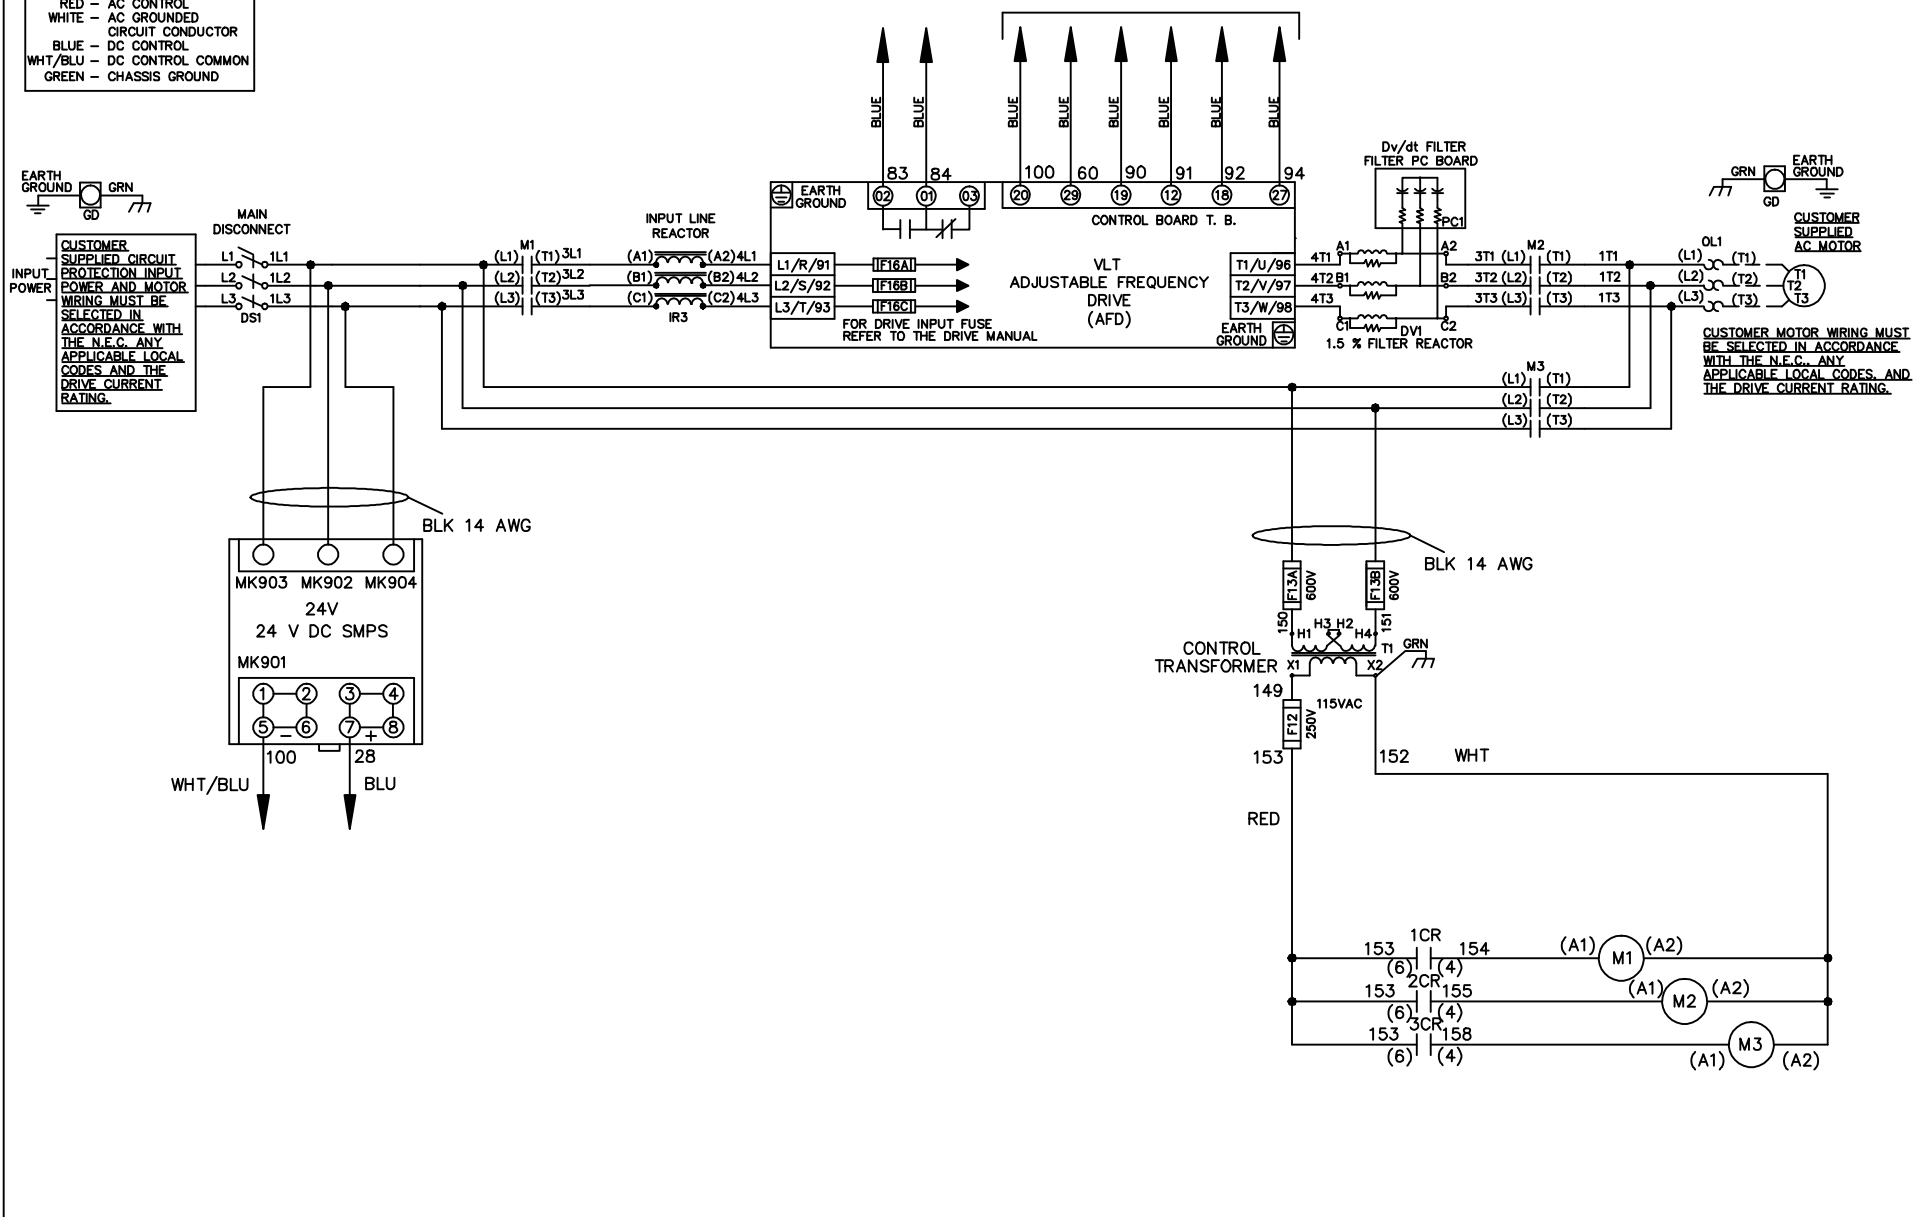 RED – AC CONTROL
WHITE – AC GROUNDED
CIRCUIT CONDUCTOR
BLUE – DC CONTROL
WHT/BLU – DC CONTROL COMMON
GREEN – CHASSIS GROUND
BLUE
BLUE
BLUE
BLUE
BLUE
BLUE
BLUE
BLUE
83
84
100
60
90
91
92
94
EARTH
GROUND
GRN
GD
MAIN
DISCONNECT
INPUT LINE
REACTOR
EARTH
GROUND
02
01
03
20
29
19
12
18
27
CONTROL BOARD T. B.
Dv/dt FILTER
FILTER PC BOARD
PC1
GRN
EARTH
GROUND
GD
CUSTOMER
SUPPLIED
AC MOTOR
INPUT
POWER
CUSTOMER
SUPPLIED CIRCUIT
PROTECTION INPUT
POWER AND MOTOR
WIRING MUST BE
SELECTED IN
ACCORDANCE WITH
THE N.E.C. ANY
APPLICABLE LOCAL
CODES AND THE
DRIVE CURRENT
RATING.
L1 1L1
L2 1L2
L3 1L3
DS1
M1
(L1) (T1) 3L1
(L2) (T2) 3L2
(L3) (T3) 3L3
(A1) (A2) 4L1
(B1) (B2) 4L2
(C1) (C2) 4L3
IR3
L1/R/91
L2/S/92
L3/T/93
F16A
F16B
F16C
FOR DRIVE INPUT FUSE
REFER TO THE DRIVE MANUAL
VLT
ADJUSTABLE FREQUENCY
DRIVE
(AFD)
T1/U/96
T2/V/97
T3/W/98
EARTH
GROUND
4T1 A1 A2
4T2 B1 B2
4T3
C1 C2
DV1
1.5 % FILTER REACTOR
M2
3T1 (L1) (T1) 1T1
3T2 (L2) (T2) 1T2
3T3 (L3) (T3) 1T3
OL1
(L1) (T1)
(L2) (T2)
(L3) (T3)
T1
T2
T3
CUSTOMER MOTOR WIRING MUST
BE SELECTED IN ACCORDANCE
WITH THE N.E.C., ANY
APPLICABLE LOCAL CODES, AND
THE DRIVE CURRENT RATING.
M3
(L1) (T1)
(L2) (T2)
(L3) (T3)
BLK 14 AWG
MK903 MK902 MK904
24V
24 V DC SMPS
MK901
1 2 3 4
5 6 7 8
– +
100
28
WHT/BLU
BLU
BLK 14 AWG
F13A
600V
F13B
600V
150
151
H1 H3 H2 H4
T1
GRN
CONTROL
TRANSFORMER
X1 X2
149
115VAC
F12
250V
153
152
WHT
RED
1CR
153 154
(6) (4)
(A1) M1 (A2)
2CR
153 155
(6) (4)
(A1) M2 (A2)
3CR
153 158
(6) (4)
(A1) M3 (A2)